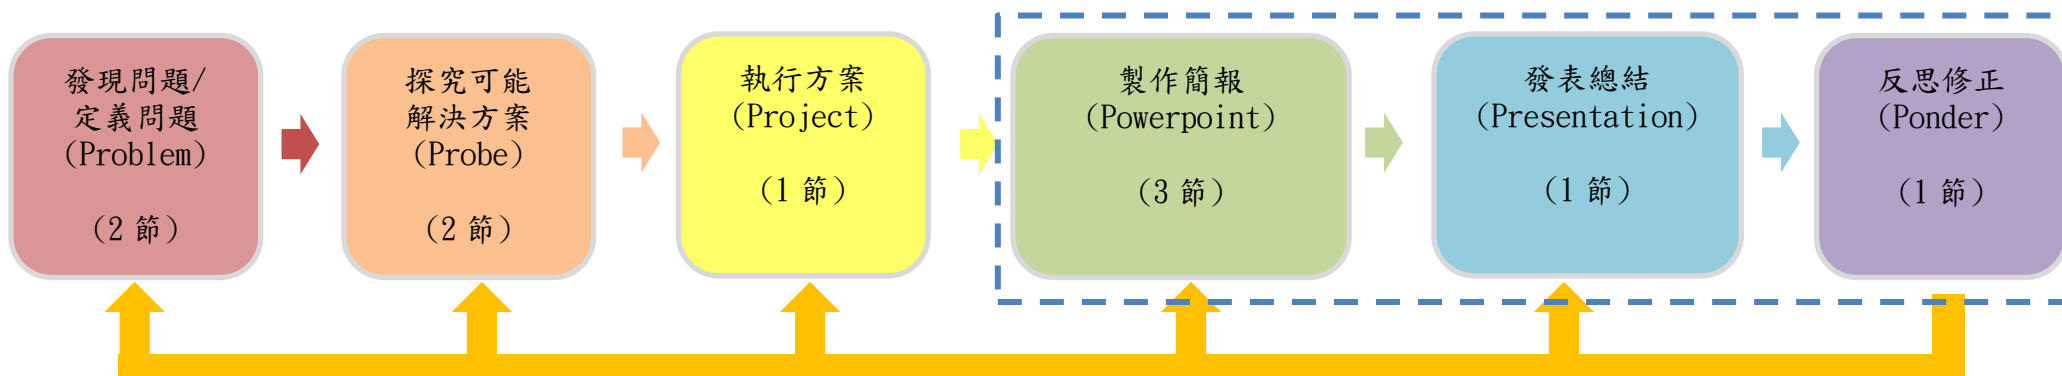 發現問題/
定義問題
(Problem)
(2 節)
探究可能
解決方案
(Probe)
(2 節)
執行方案
(Project)
(1 節)
製作簡報
(Powerpoint)
(3 節)
發表總結
(Presentation)
(1 節)
反思修正
(Ponder)
(1 節)